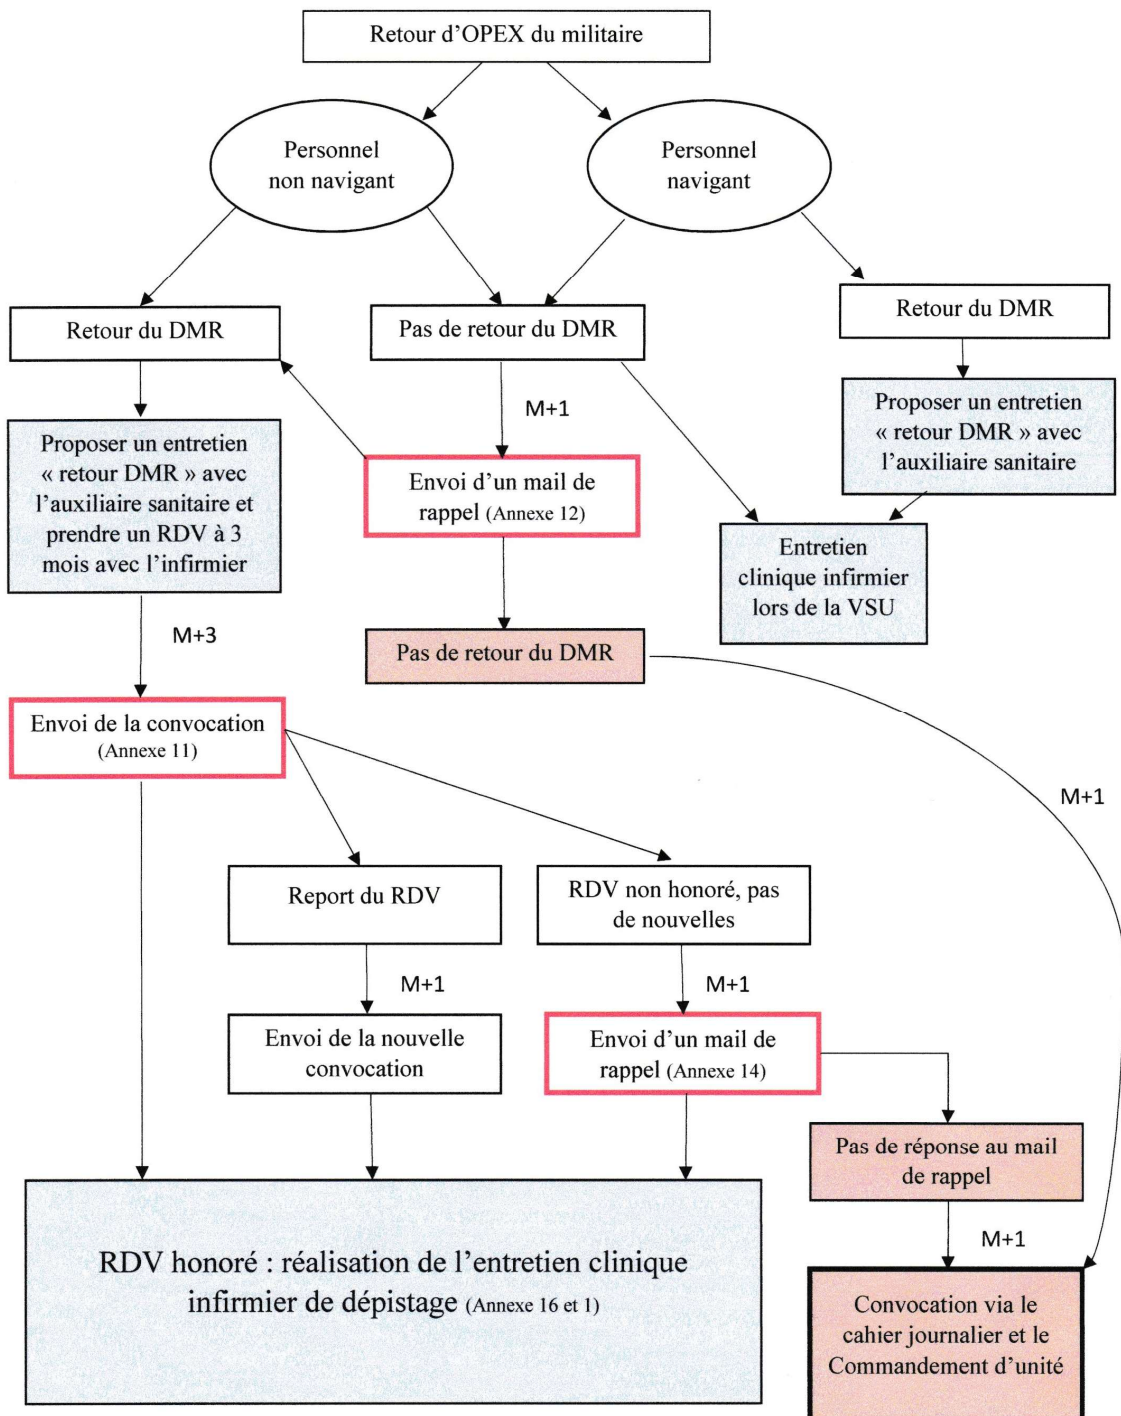 Retour d'OPEX du militaire
Personnel
non navigant
Personnel
navigant
Retour du DMR
Pas de retour du DMR
Retour du DMR
M+1
Proposer un entretien
« retour DMR » avec
l'auxiliaire sanitaire et
prendre un RDV à 3
mois avec l'infirmier
Envoi d'un mail de
rappel (Annexe 12)
Proposer un entretien
« retour DMR » avec
l'auxiliaire sanitaire
Entretien
clinique infirmier
lors de la VSU
M+3
Pas de retour du DMR
Envoi de la convocation
(Annexe 11)
M+1
Report du RDV
RDV non honoré, pas
de nouvelles
M+1
M+1
Envoi de la nouvelle
convocation
Envoi d'un mail de
rappel (Annexe 14)
Pas de réponse au mail
de rappel
M+1
RDV honoré : réalisation de l'entretien clinique
infirmier de dépistage (Annexe 16 et 1)
Convocation via le
cahier journalier et le
Commandement d'unité